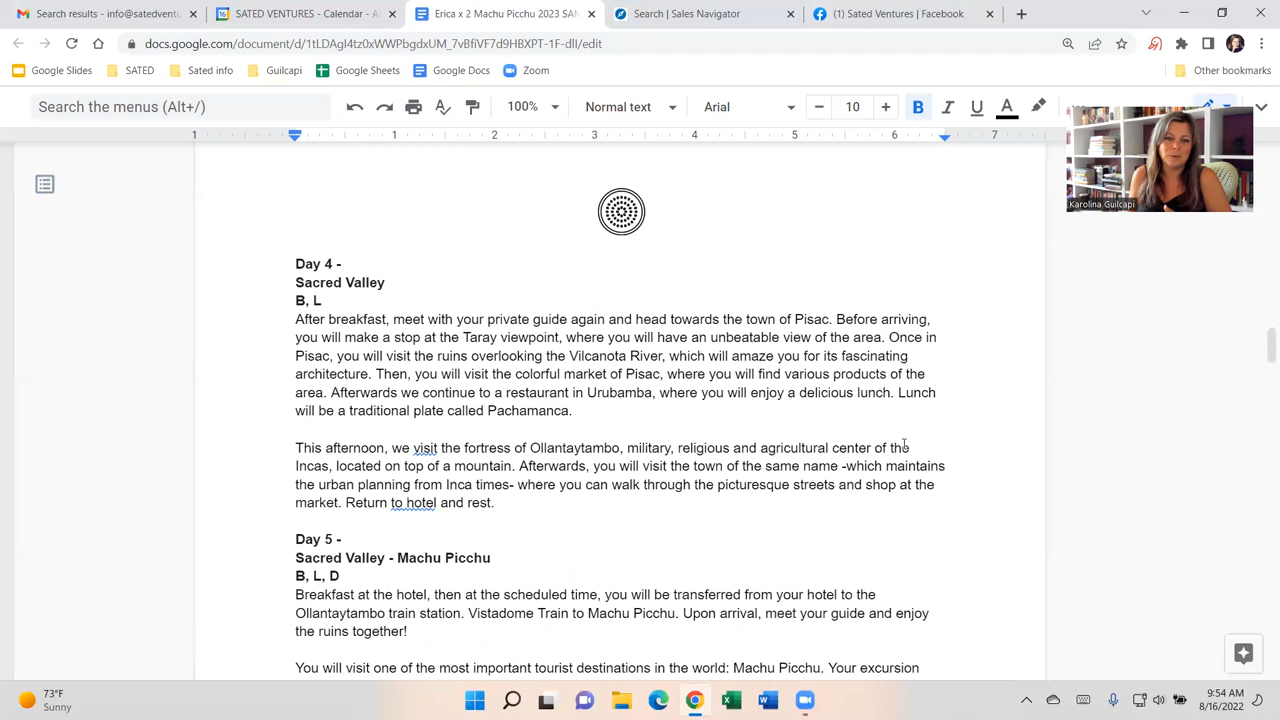 Search results - info@sated.ent
SATED VENTURES - Calendar - A
Erica x 2 Machu Picchu 2023 SAM
Search | Sales Navigator
(1) Sated Ventures | Facebook
docs.google.com/document/d/1tLDAgI4tz0xWWPbgdxUM_7vBfiVF7d9HBXPT-1F-dlI/edit
Google Slides
SATED
Sated info
Guilcapi
Google Sheets
Google Docs
Zoom
Other bookmarks
Search the menus (Alt+/)
100%
Normal text
Arial
10
B I U A
1 1 2 3 4 5 6 7
Karolina Guilcapi
Day 4 -
Sacred Valley
B, L
After breakfast, meet with your private guide again and head towards the town of Pisac. Before arriving,
you will make a stop at the Taray viewpoint, where you will have an unbeatable view of the area. Once in
Pisac, you will visit the ruins overlooking the Vilcanota River, which will amaze you for its fascinating
architecture. Then, you will visit the colorful market of Pisac, where you will find various products of the
area. Afterwards we continue to a restaurant in Urubamba, where you will enjoy a delicious lunch. Lunch
will be a traditional plate called Pachamanca.
This afternoon, we visit the fortress of Ollantaytambo, military, religious and agricultural center of the
Incas, located on top of a mountain. Afterwards, you will visit the town of the same name -which maintains
the urban planning from Inca times- where you can walk through the picturesque streets and shop at the
market. Return to hotel and rest.
Day 5 -
Sacred Valley - Machu Picchu
B, L, D
Breakfast at the hotel, then at the scheduled time, you will be transferred from your hotel to the
Ollantaytambo train station. Vistadome Train to Machu Picchu. Upon arrival, meet your guide and enjoy
the ruins together!
You will visit one of the most important tourist destinations in the world: Machu Picchu. Your excursion
73°F
Sunny
9:54 AM
8/16/2022